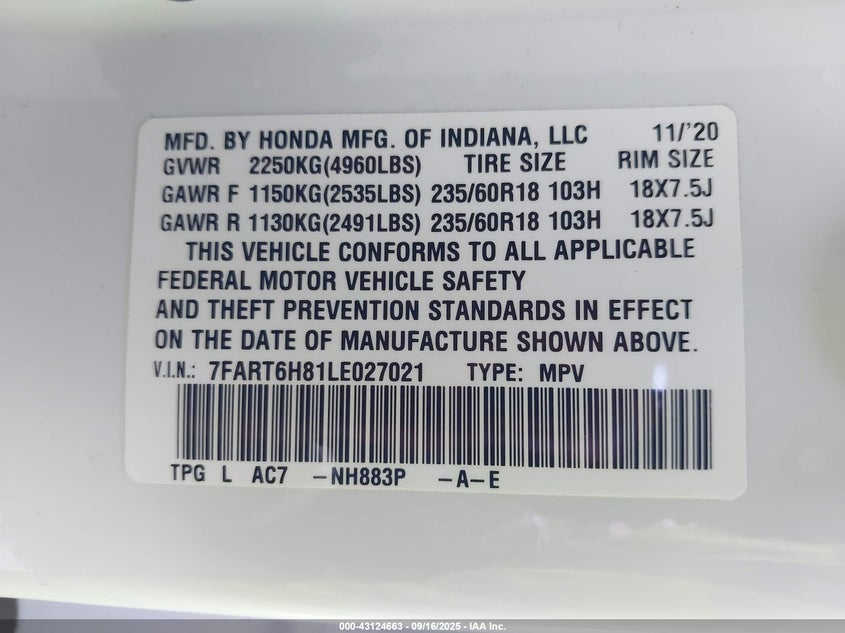 MFD. BY HONDA MFG. OF INDIANA, LLC 11/'20
GVWR 2250KG(4960LBS) TIRE SIZE RIM SIZE
GAWR F 1150KG(2535LBS) 235/60R18 103H 18X7.5J
GAWR R 1130KG(2491LBS) 235/60R18 103H 18X7.5J
THIS VEHICLE CONFORMS TO ALL APPLICABLE
FEDERAL MOTOR VEHICLE SAFETY
AND THEFT PREVENTION STANDARDS IN EFFECT
ON THE DATE OF MANUFACTURE SHOWN ABOVE.
V.I.N.: 7FART6H81LE027021 TYPE: MPV
TPG L AC7 -NH883P -A-E
000-43124663 - 09/16/2025 - IAA Inc.